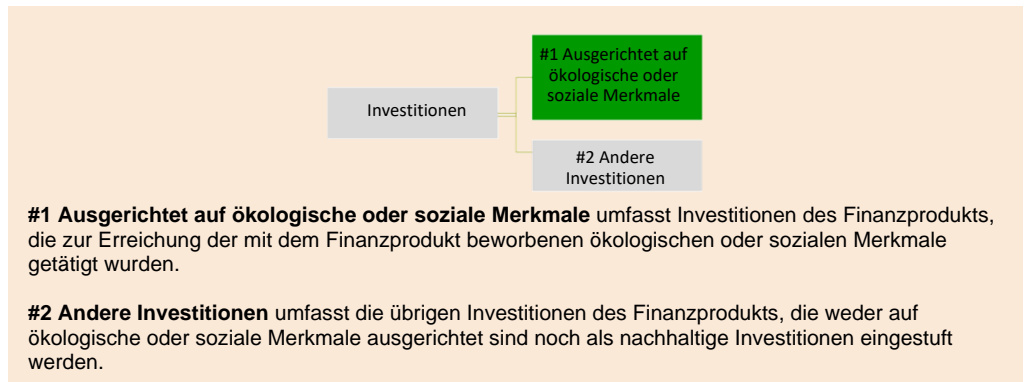 #1 Ausgerichtet auf
ökologische oder
soziale Merkmale
Investitionen
#2 Andere
Investitionen
#1 Ausgerichtet auf ökologische oder soziale Merkmale umfasst Investitionen des Finanzprodukts,
die zur Erreichung der mit dem Finanzprodukt beworbenen ökologischen oder sozialen Merkmale
getätigt wurden.
#2 Andere Investitionen umfasst die übrigen Investitionen des Finanzprodukts, die weder auf
ökologische oder soziale Merkmale ausgerichtet sind noch als nachhaltige Investitionen eingestuft
werden.